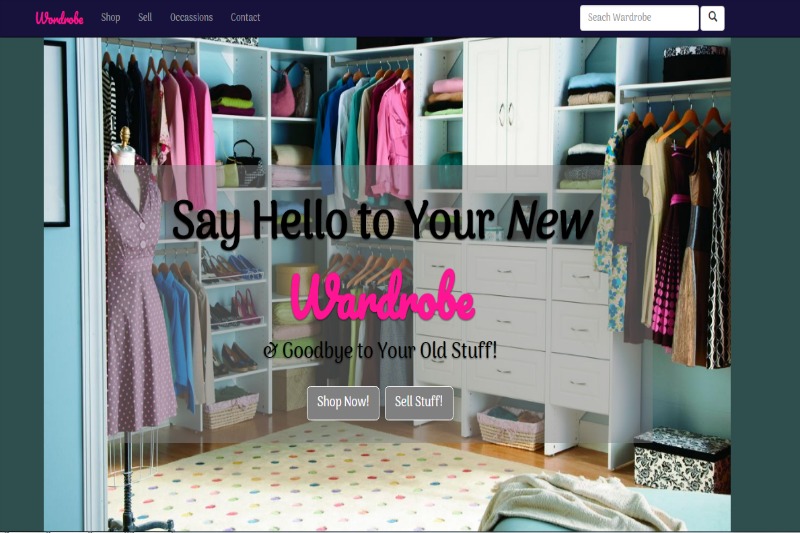 Wardrobe Shop Sell Occassions Contact Seach Wardrobe
Say Hello to Your New
Wardrobe
& Goodbye to Your Old Stuff!
Shop Now! Sell Stuff!